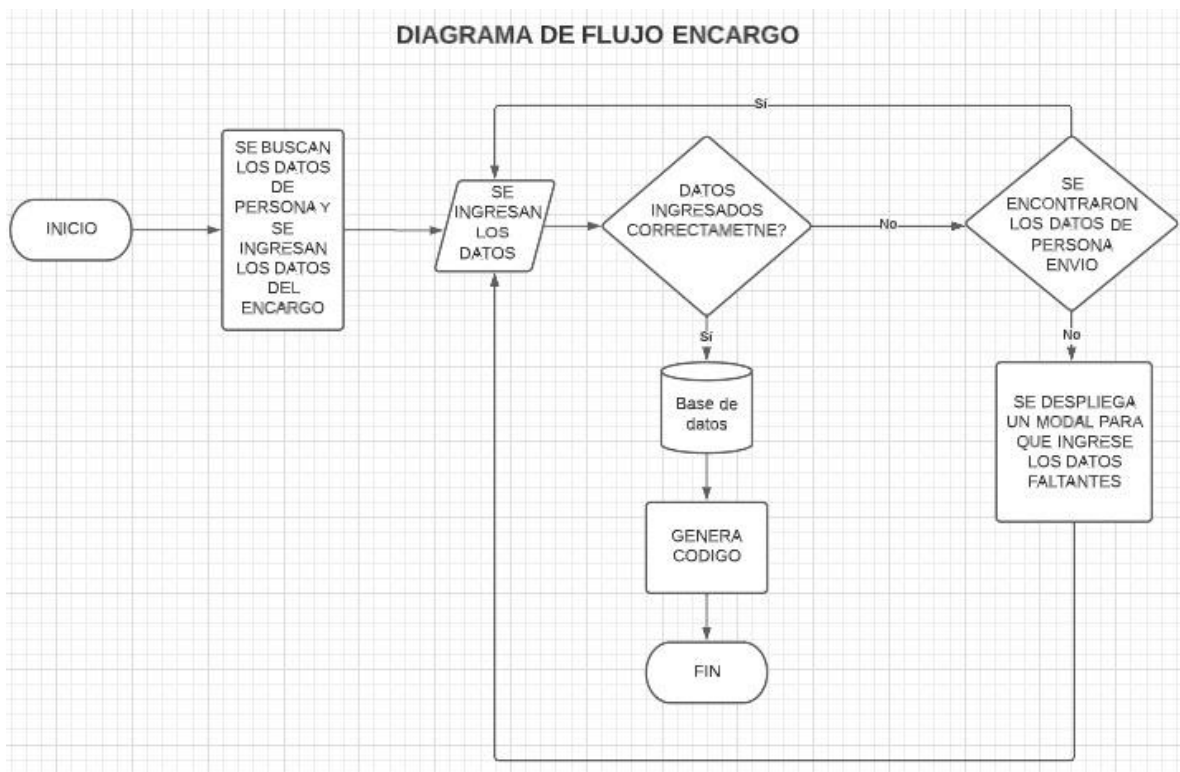 DIAGRAMA DE FLUJO ENCARGO
Sí
INICIO
SE BUSCAN
LOS DATOS
DE
PERSONA Y
SE
INGRESAN
LOS DATOS
DEL
ENCARGO
SE
INGRESAN
LOS
DATOS
DATOS
INGRESADOS
CORRECTAMETNE?
No
SE
ENCONTRARON
LOS DATOS DE
PERSONA
ENVIO
Sí
No
Base de
datos
SE DESPLIEGA
UN MODAL PARA
QUE INGRESE
LOS DATOS
FALTANTES
GENERA
CODIGO
FIN